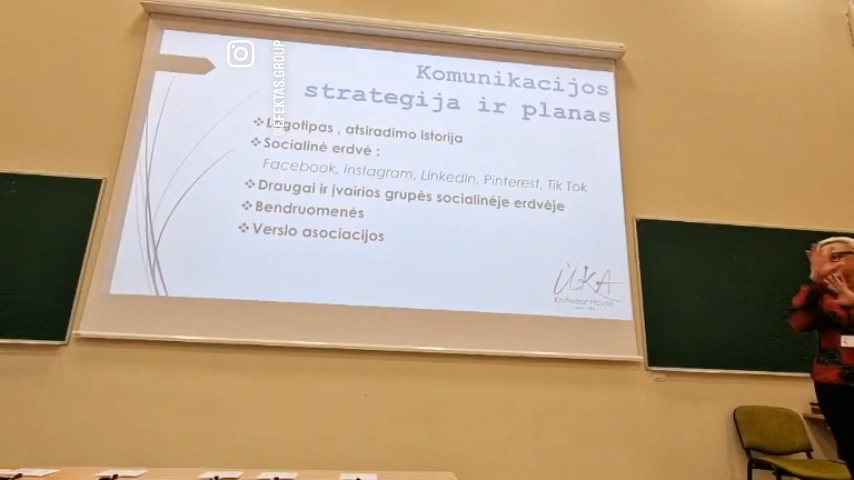 Komunikacijos
strategija ir planas
❖Logotipas , atsiradimo istorija
❖Socialinė erdvė :
Facebook, Instagram, LinkedIn, Pinterest, Tik Tok
❖Draugai ir įvairios grupės socialinėje erdvėje
❖Bendruomenės
❖Verslo asociacijos
ULKA
Knitwear House
@EFEKTAS.GROUP